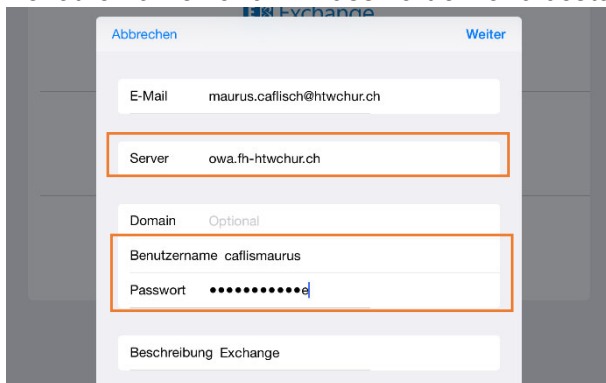 Exchange
Abbrechen Weiter
E-Mail maurus.caflisch@htwchur.ch
Server owa.fh-htwchur.ch
Domain Optional
Benutzername caflismaurus
Passwort ●●●●●●●●●●●e
Beschreibung Exchange